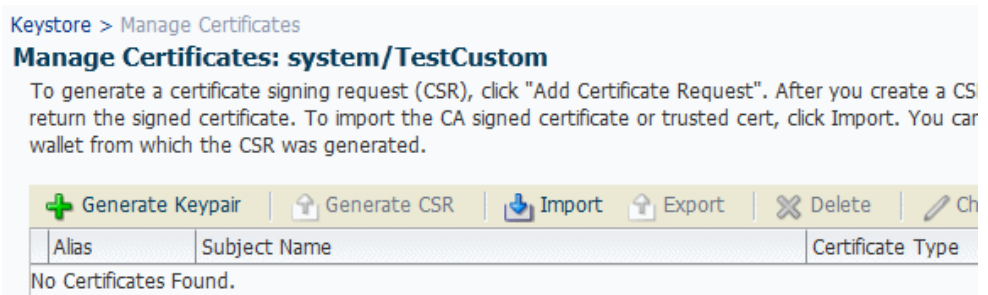 Keystore > Manage Certificates
Manage Certificates: system/TestCustom
To generate a certificate signing request (CSR), click "Add Certificate Request". After you create a
return the signed certificate. To import the CA signed certificate or trusted cert, click Import. You
wallet from which the CSR was generated.
Generate Keypair Generate CSR Import Export Delete
Alias Subject Name Certificate Type
No Certificates Found.